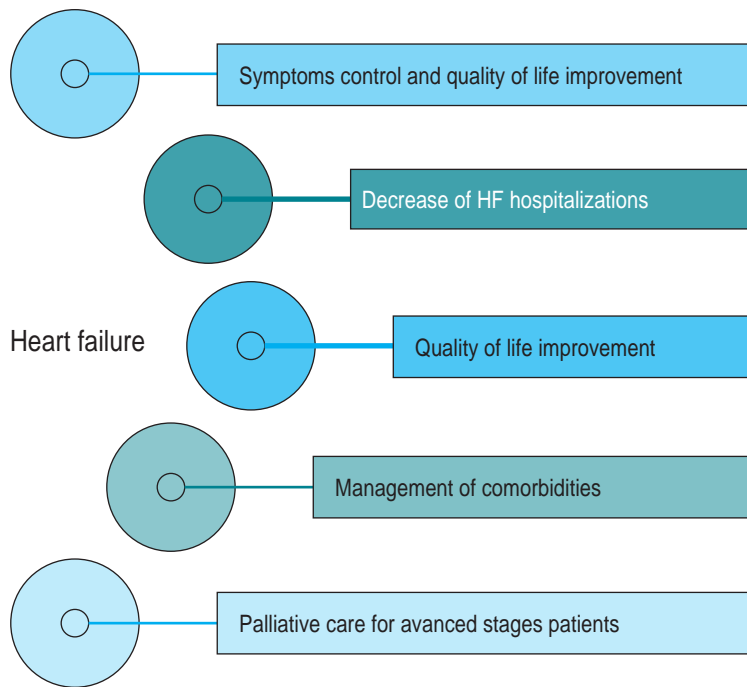 Symptoms control and quality of life improvement
Decrease of HF hospitalizations
Heart failure
Quality of life improvement
Management of comorbidities
Palliative care for avanced stages patients